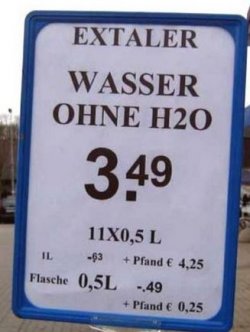 EXTALER
WASSER
OHNE H2O
3.49
11X0,5 L
1L -63 + Pfand € 4,25
Flasche 0,5L -.49
+ Pfand € 0,25